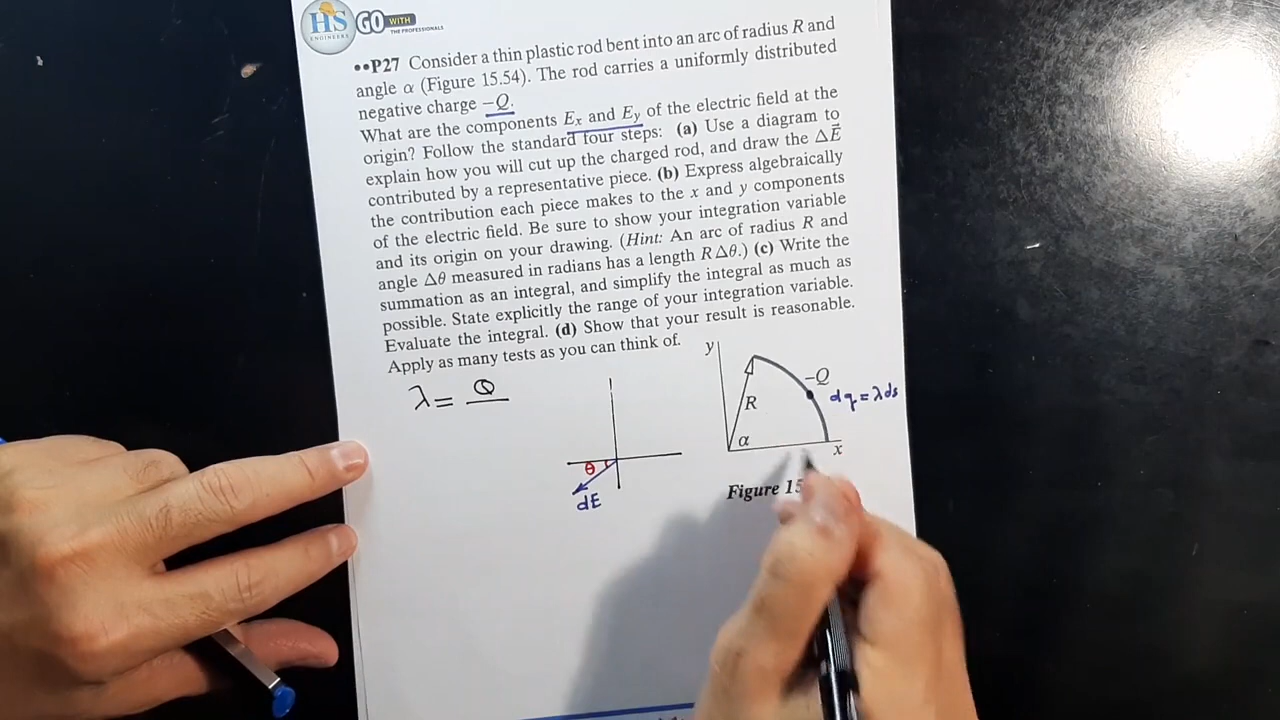 HS
ENGINEERS
GO WITH
THE PROFESSIONALS
••P27 Consider a thin plastic rod bent into an arc of radius R and
angle α (Figure 15.54). The rod carries a uniformly distributed
negative charge −Q.
What are the components Ex and Ey of the electric field at the
origin? Follow the standard four steps: (a) Use a diagram to
explain how you will cut up the charged rod, and draw the ΔE⃗
contributed by a representative piece. (b) Express algebraically
the contribution each piece makes to the x and y components
of the electric field. Be sure to show your integration variable
and its origin on your drawing. (Hint: An arc of radius R and
angle Δθ measured in radians has a length RΔθ.) (c) Write the
summation as an integral, and simplify the integral as much as
possible. State explicitly the range of your integration variable.
Evaluate the integral. (d) Show that your result is reasonable.
Apply as many tests as you can think of.
λ = Q
θ
dE
y
−Q
dq = λds
R
α
x
Figure 15